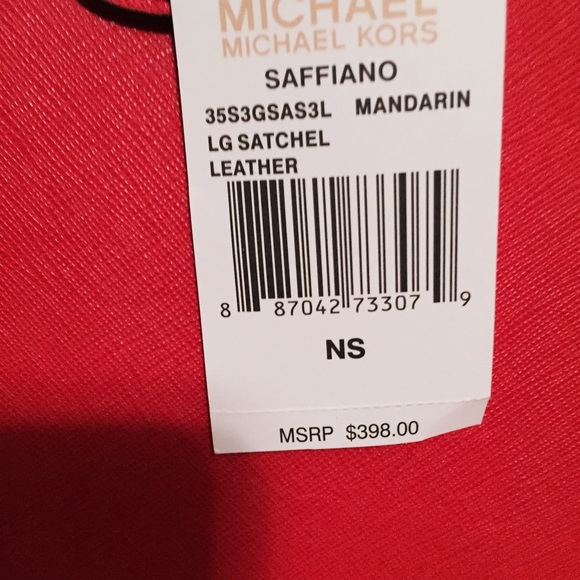 MICHAEL
MICHAEL KORS
SAFFIANO
35S3GSAS3L MANDARIN
LG SATCHEL
LEATHER
8 87042 73307 9
NS
MSRP $398.00